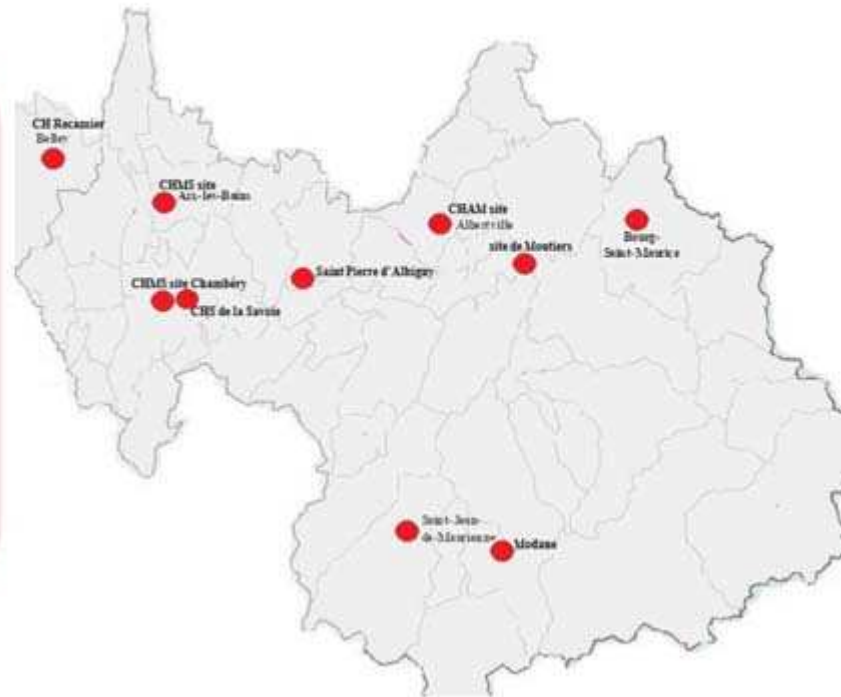 CH Recamier
Belley
CHMS site
Aix-les-Bains
CHAM site
Albertville
site de Moutiers
Bourg-
Saint-Maurice
Saint Pierre d'Albigny
CHMS site Chambéry
CHS de la Savoie
Saint-Jean-
de-Maurienne
Modane